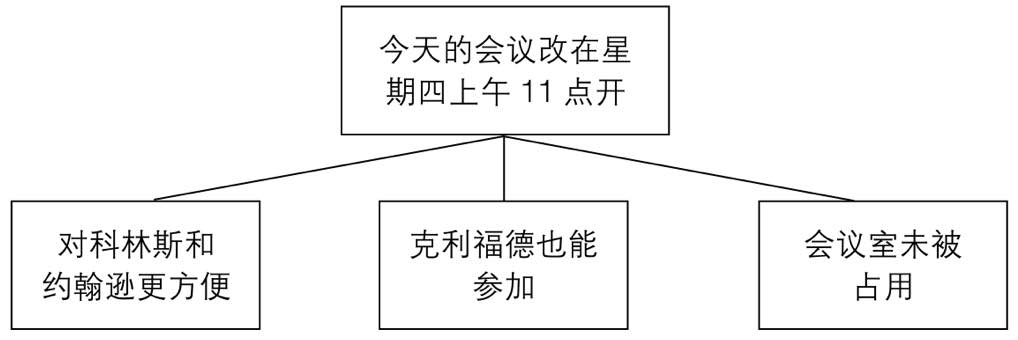 今天的会议改在星
期四上午 11 点开
对科林斯和
约翰逊更方便
克利福德也能
参加
会议室未被
占用